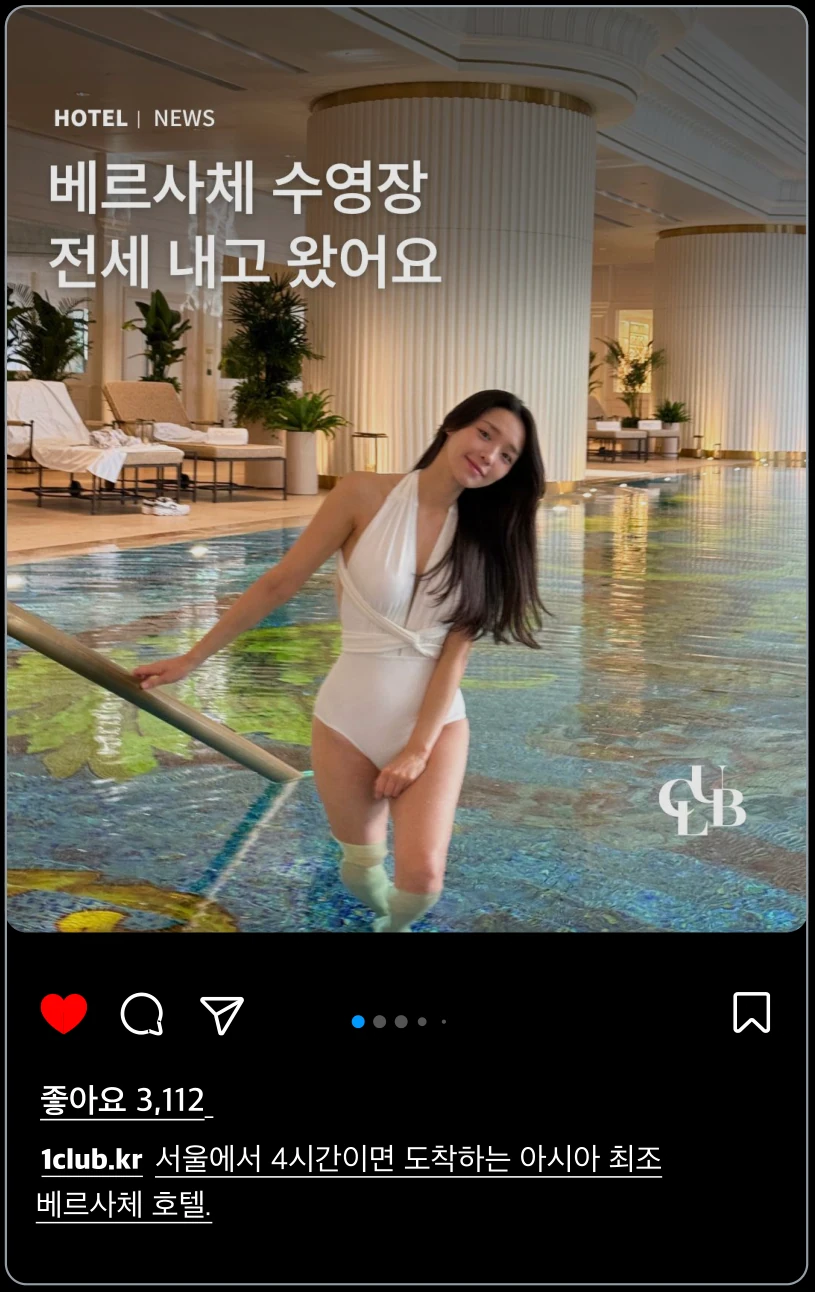 HOTEL | NEWS
베르사체 수영장
전세 내고 왔어요
CLUB
좋아요 3,112
1club.kr 서울에서 4시간이면 도착하는 아시아 최조
베르사체 호텔.